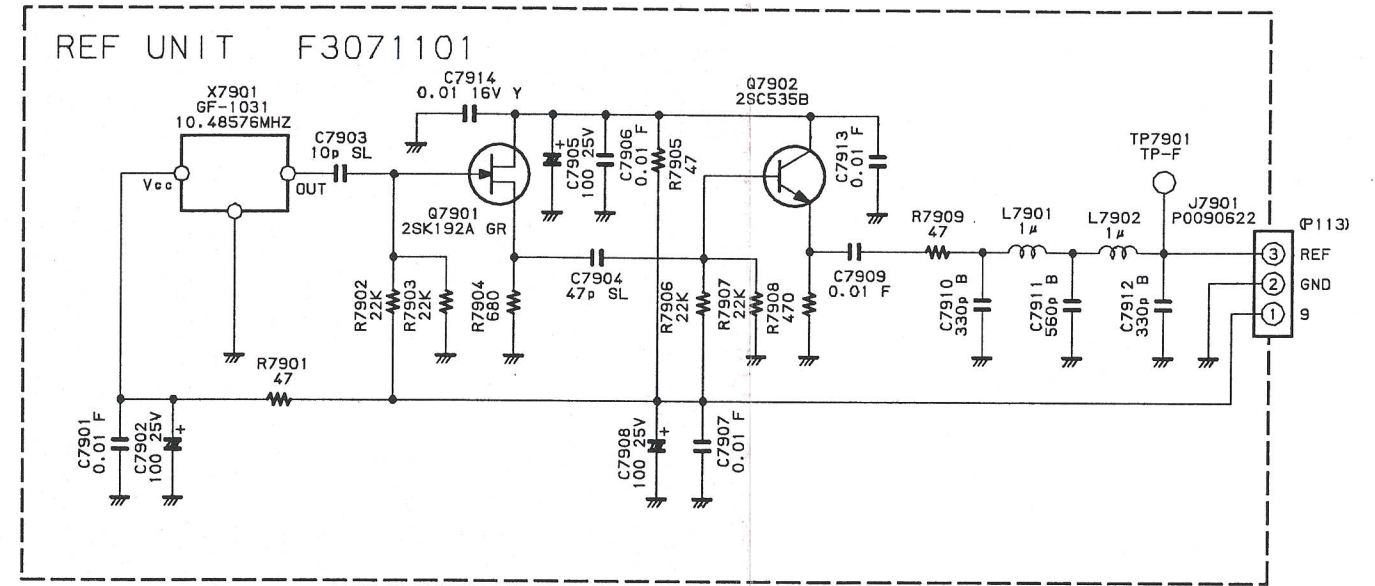 REF UNIT F3071101
X7901
GF-1031
10.48576MHZ
Vcc
OUT
C7903
10p SL
C7914
0.01 16V Y
Q7901
2SK192A GR
C7905
100 25V
+
C7906
0.01 F
R7905
47
Q7902
2SC535B
C7913
0.01 F
TP7901
TP-F
J7901
P0090622
(P113)
3 REF
2 GND
1 9
R7902
22K
R7903
22K
R7904
680
C7904
47p SL
R7906
22K
R7907
22K
R7908
470
C7909
0.01 F
R7909
47
L7901
1μ
L7902
1μ
C7910
330p B
C7911
560p B
C7912
330p B
R7901
47
C7901
0.01 F
C7902
100 25V
+
C7908
100 25V
+
C7907
0.01 F